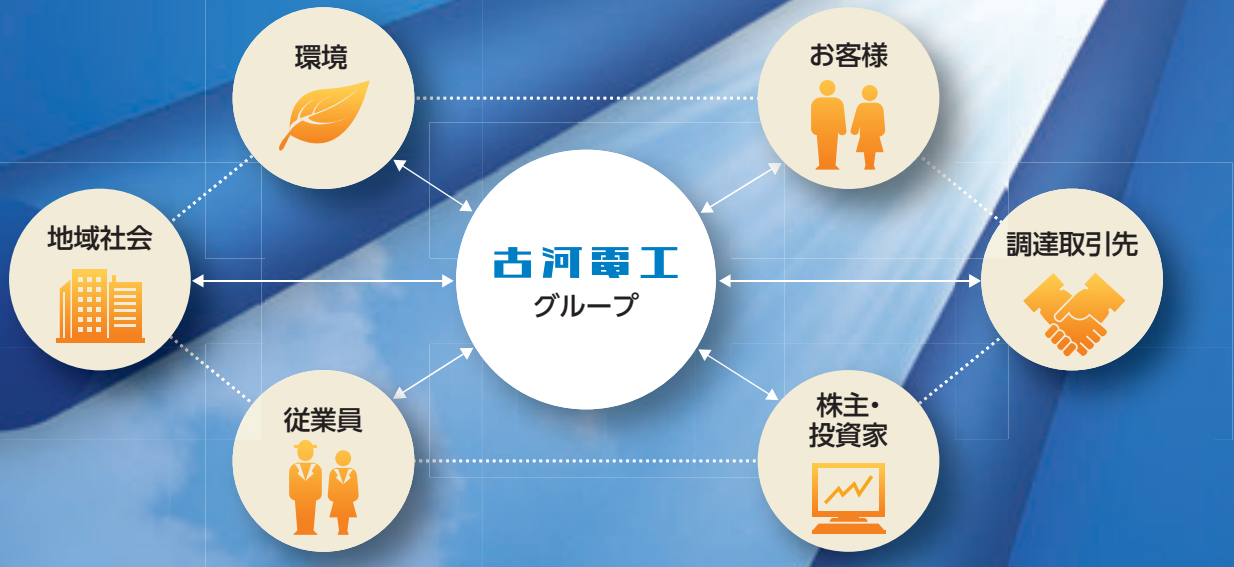 環境
お客様
地域社会
古河電工
グループ
調達取引先
従業員
株主・
投資家